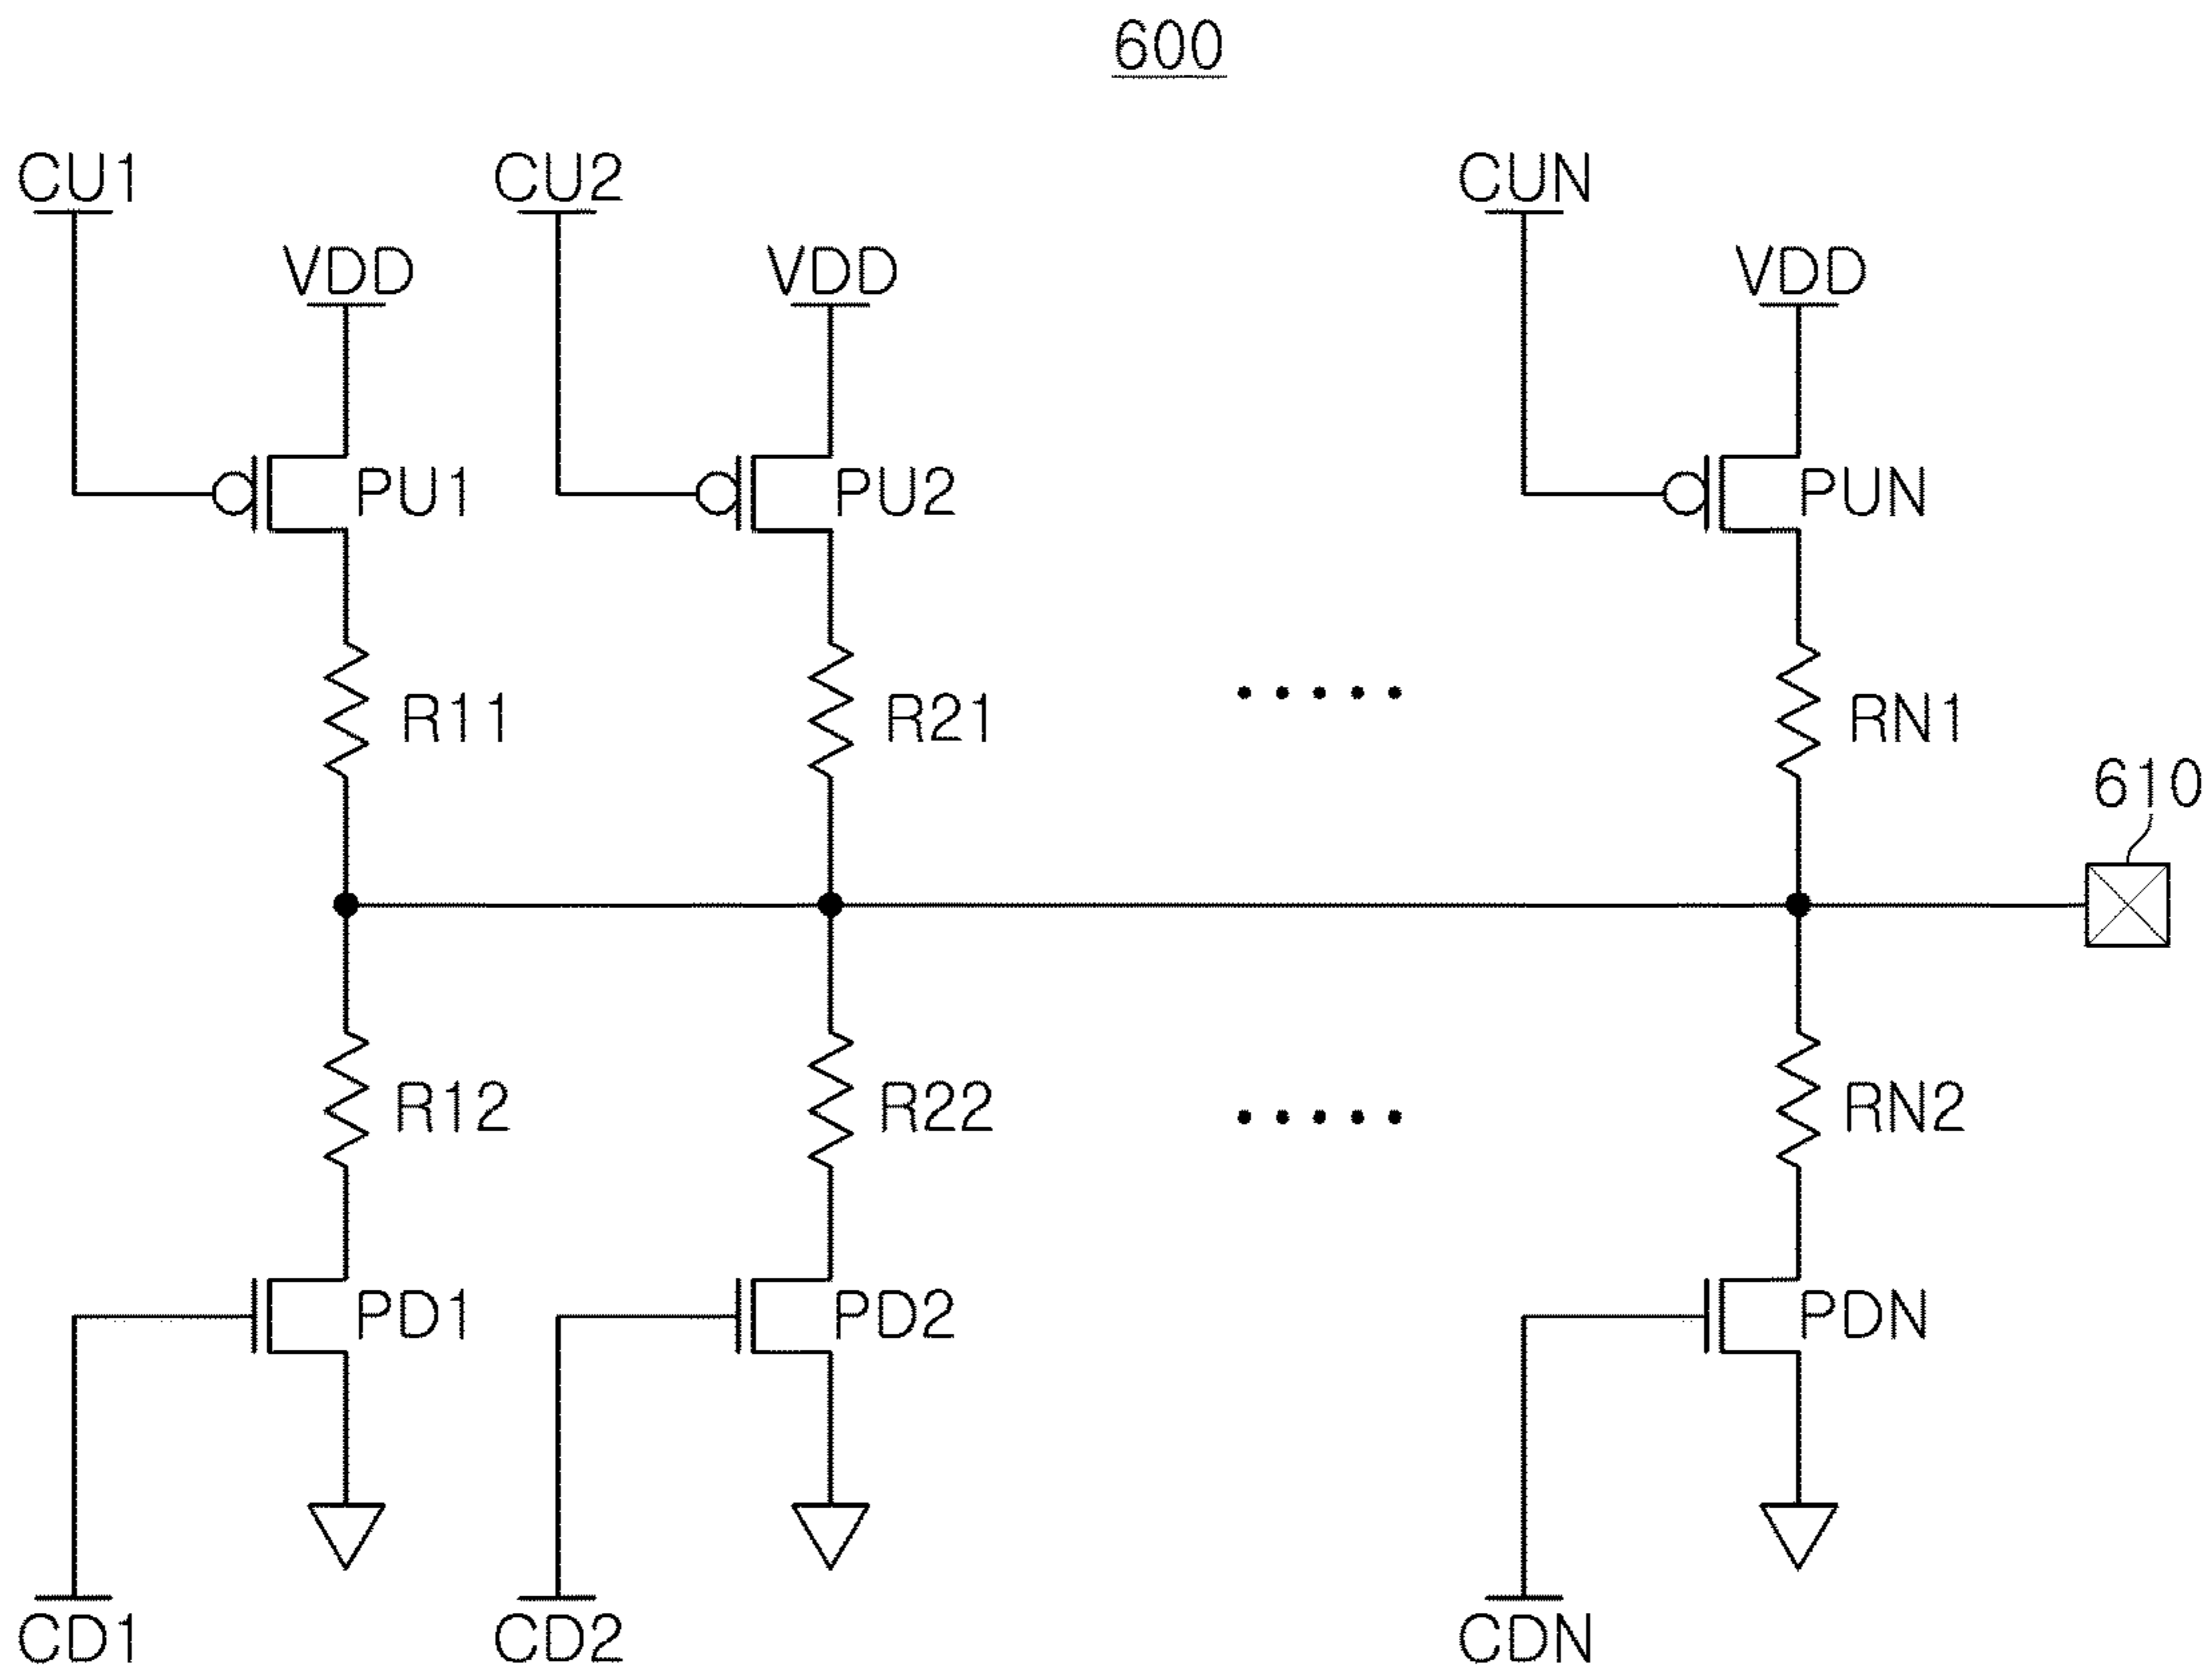 600
CU1 CU2 CUN
VDD VDD VDD
PU1 PU2 PUN
R11 R21 RN1
610
R12 R22 RN2
PD1 PD2 PDN
CD1 CD2 CDN